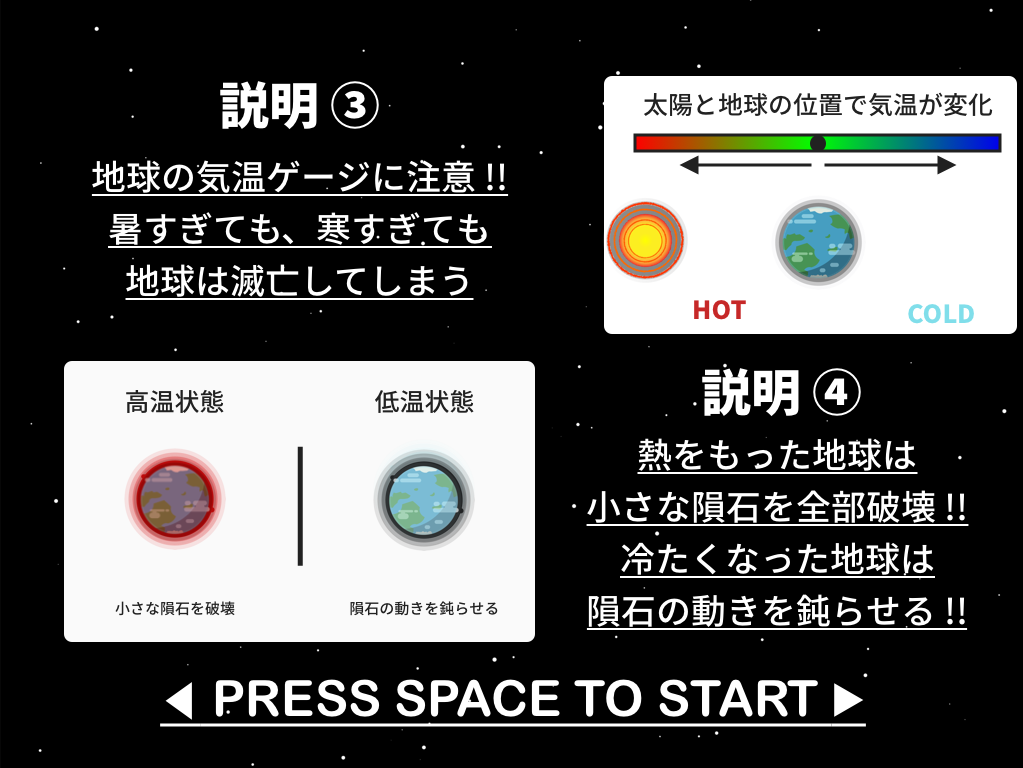 説明 ③
地球の気温ゲージに注意 !!
暑すぎても、寒すぎても
地球は滅亡してしまう
太陽と地球の位置で気温が変化
HOT
COLD
高温状態
低温状態
小さな隕石を破壊
隕石の動きを鈍らせる
説明 ④
熱をもった地球は
小さな隕石を全部破壊 !!
冷たくなった地球は
隕石の動きを鈍らせる !!
◀ PRESS SPACE TO START ▶